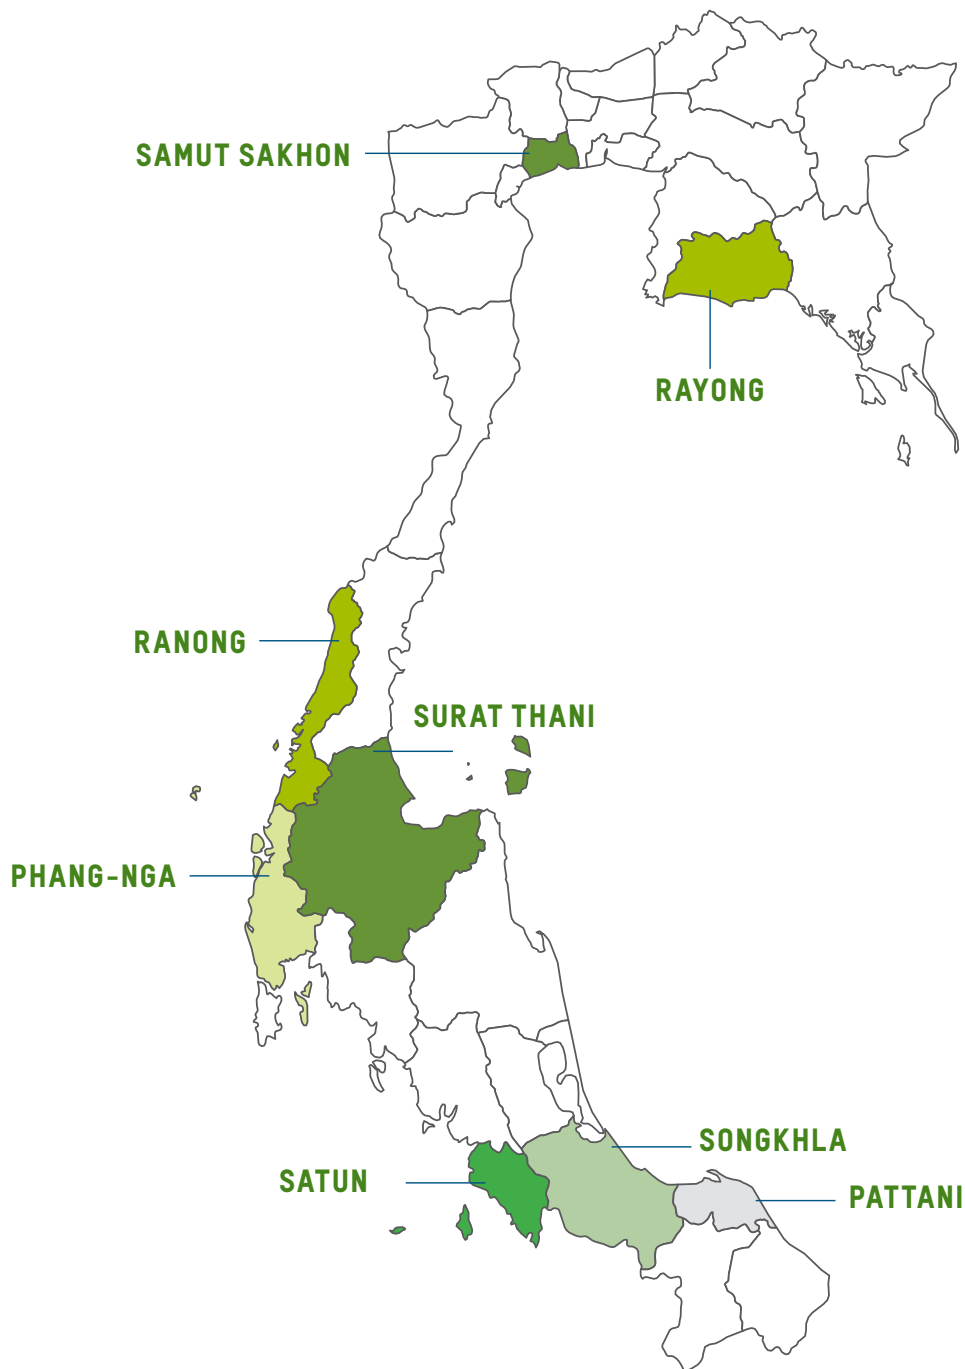 SAMUT SAKHON
RAYONG
RANONG
SURAT THANI
PHANG-NGA
SONGKHLA
SATUN
PATTANI